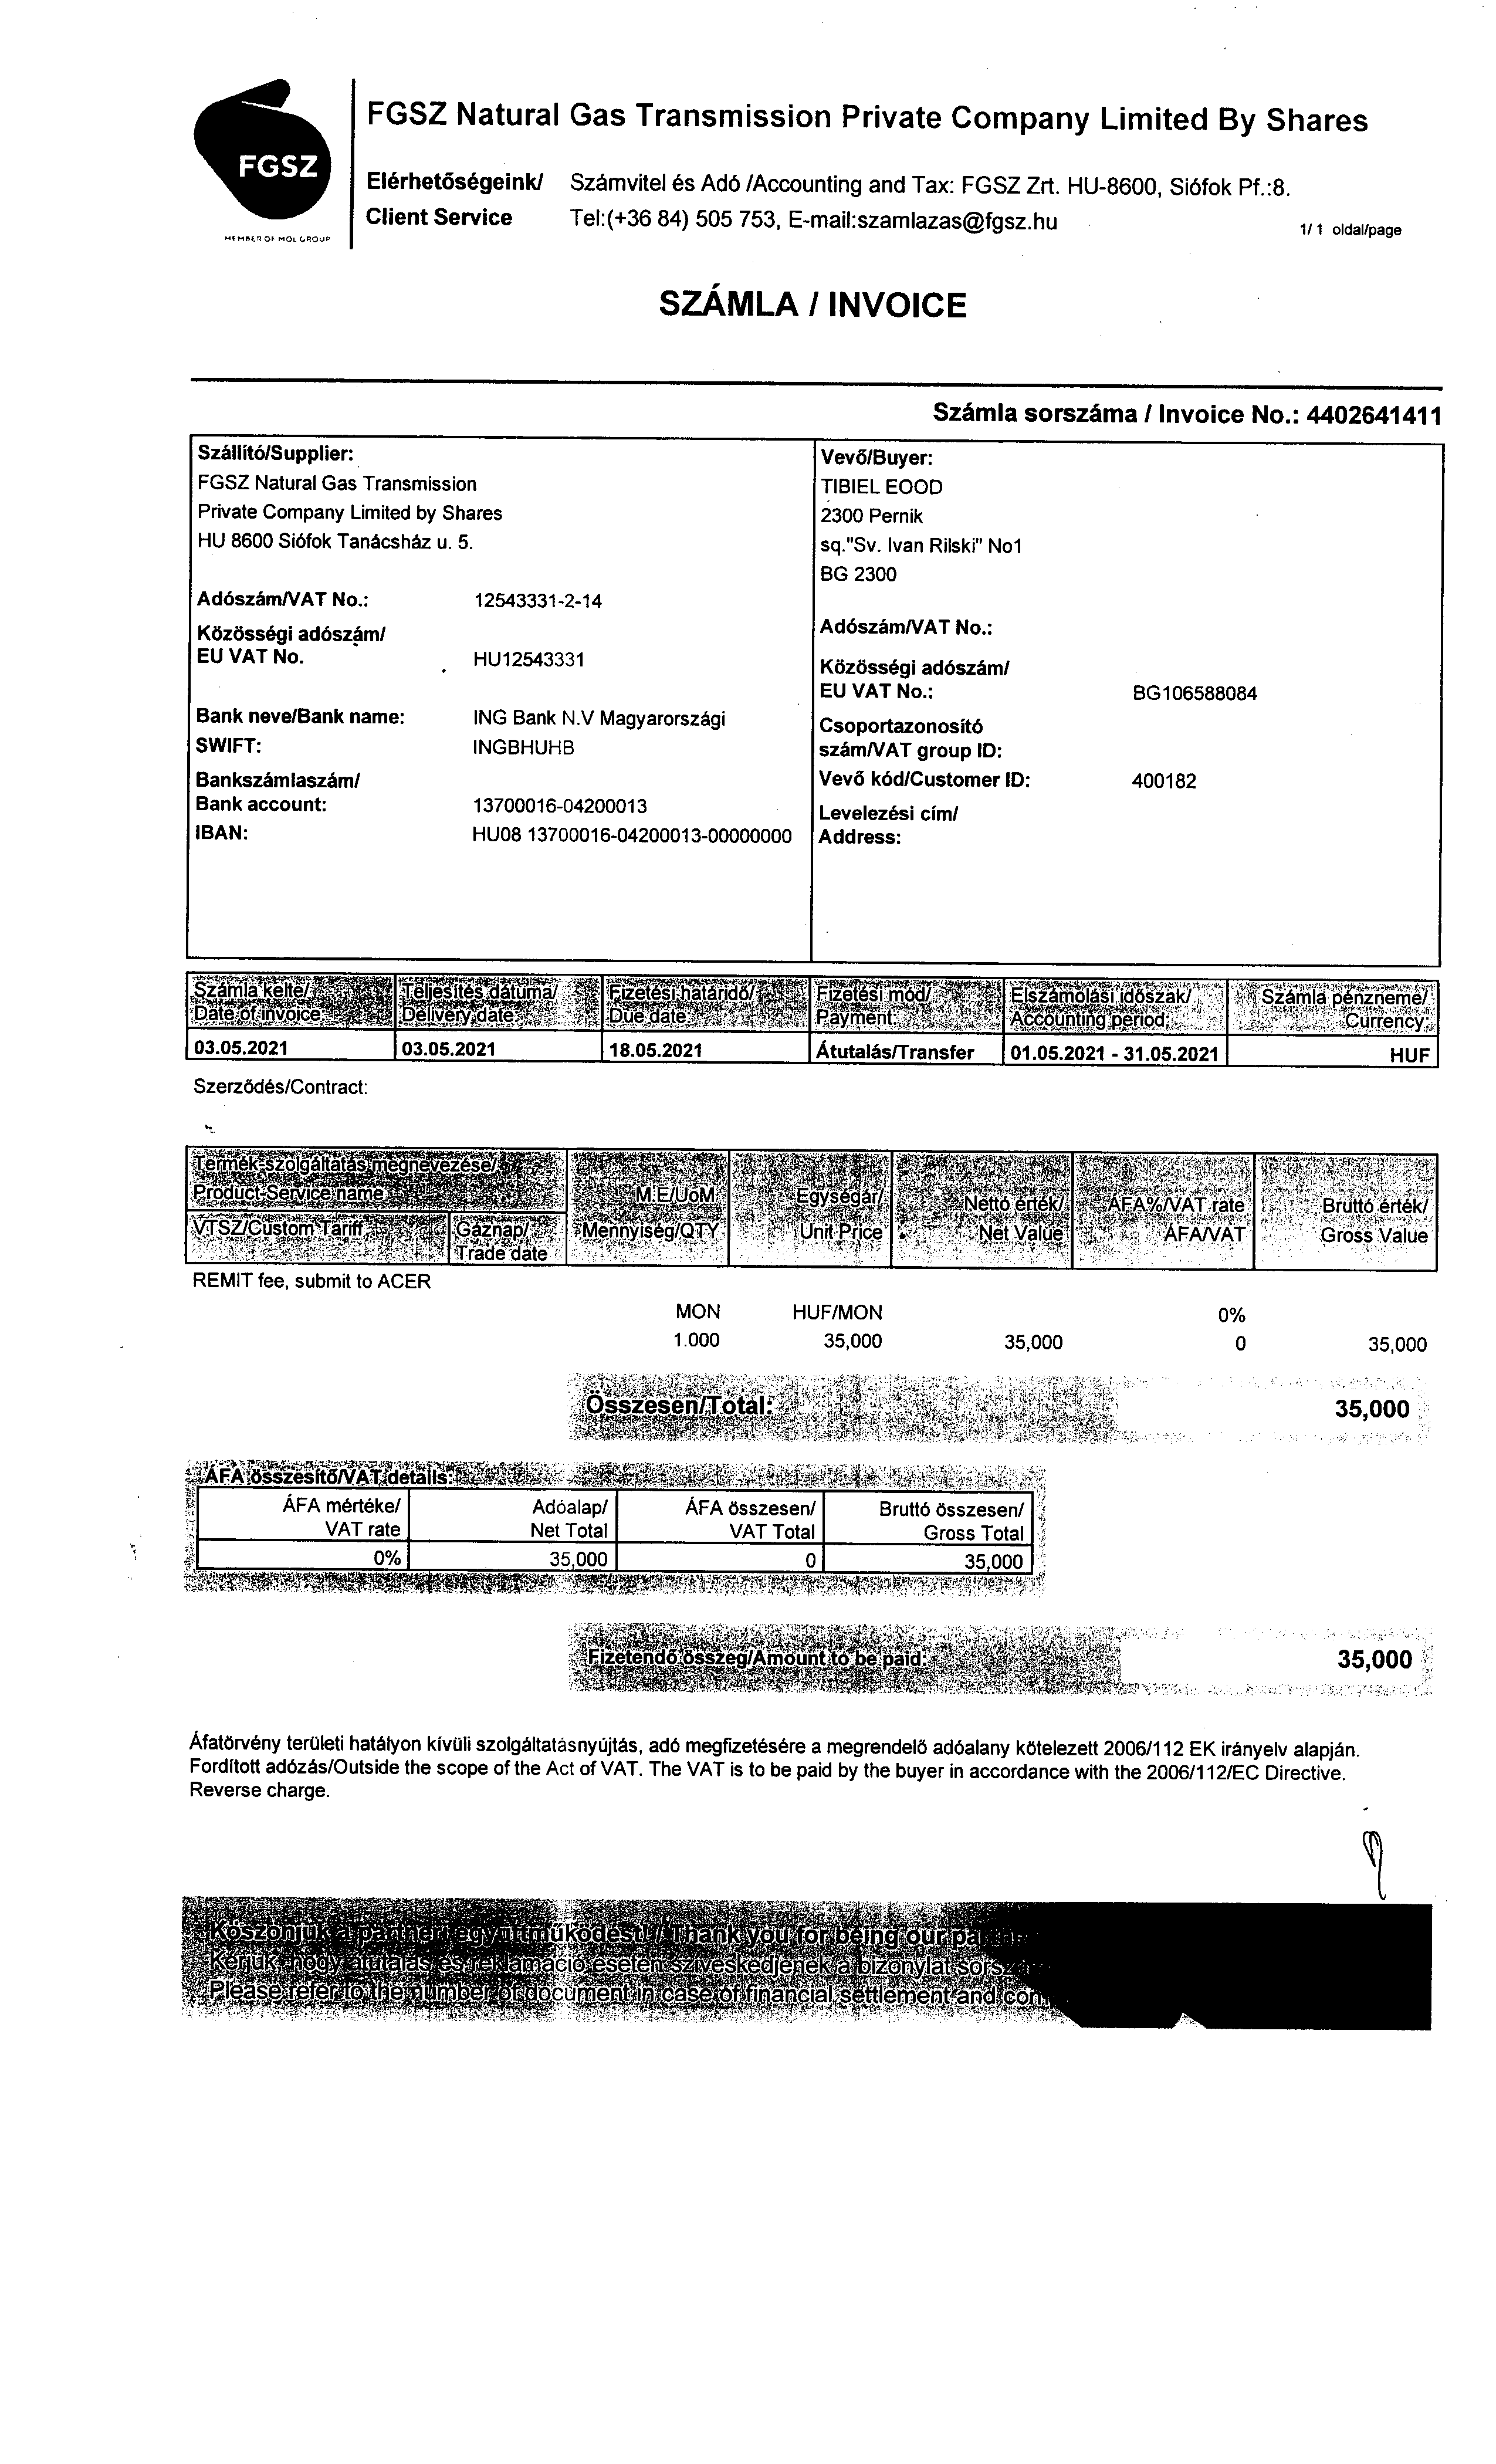 FGSZ
MEMBER OF MOL GROUP
FGSZ Natural Gas Transmission Private Company Limited By Shares
Elérhetőségeink/ Számvitel és Adó /Accounting and Tax: FGSZ Zrt. HU-8600, Siófok Pf.:8.
Client Service Tel:(+36 84) 505 753, E-mail:szamlazas@fgsz.hu
1/ 1 oldal/page
SZÁMLA / INVOICE
Számla sorszáma / Invoice No.: 4402641411
Szállító/Supplier:
FGSZ Natural Gas Transmission
Private Company Limited by Shares
HU 8600 Siófok Tanácsház u. 5.
Adószám/VAT No.: 12543331-2-14
Közösségi adószám/
EU VAT No. HU12543331
Bank neve/Bank name: ING Bank N.V Magyarországi
SWIFT: INGBHUHB
Bankszámlaszám/
Bank account: 13700016-04200013
IBAN: HU08 13700016-04200013-00000000
Vevő/Buyer:
TIBIEL EOOD
2300 Pernik
sq."Sv. Ivan Rilski" No1
BG 2300
Adószám/VAT No.:
Közösségi adószám/
EU VAT No.: BG106588084
Csoportazonosító
szám/VAT group ID:
Vevő kód/Customer ID: 400182
Levelezési cím/
Address:
Számla kelte/ Teljesítés dátuma/ Fizetési határidő/ Fizetési mód/ Elszámolási időszak/ Számla pénzneme/
Date of invoice Delivery date: Due date: Payment: Accounting period: Currency:
03.05.2021 03.05.2021 18.05.2021 Átutalás/Transfer 01.05.2021 - 31.05.2021 HUF
Szerződés/Contract:
Termék-szolgáltatás megnevezése/
Product-Service name M.E/UoM Egységár/ Nettó érték/ ÁFA%/VAT rate Bruttó érték/
VTSZ/Custom Tariff Gáznap/ Mennyiség/QTY Unit Price Net Value ÁFA/VAT Gross Value
Trade date
REMIT fee, submit to ACER
MON HUF/MON 0%
1.000 35,000 35,000 0 35,000
Összesen/Total: 35,000
ÁFA összesítő/VAT details:
ÁFA mértéke/ Adóalap/ ÁFA összesen/ Bruttó összesen/
VAT rate Net Total VAT Total Gross Total
0% 35,000 0 35,000
Fizetendő összeg/Amount to be paid: 35,000
Áfatörvény területi hatályon kívüli szolgáltatásnyújtás, adó megfizetésére a megrendelő adóalany kötelezett 2006/112 EK irányelv alapján.
Fordított adózás/Outside the scope of the Act of VAT. The VAT is to be paid by the buyer in accordance with the 2006/112/EC Directive.
Reverse charge.
Köszönjük a partneri együttműködést! / Thank you for being our
Kérjük, hogy átutalás és reklamáció esetén szíveskedjenek a bizonylat
Please refer to the number of document in case of financial settlement and